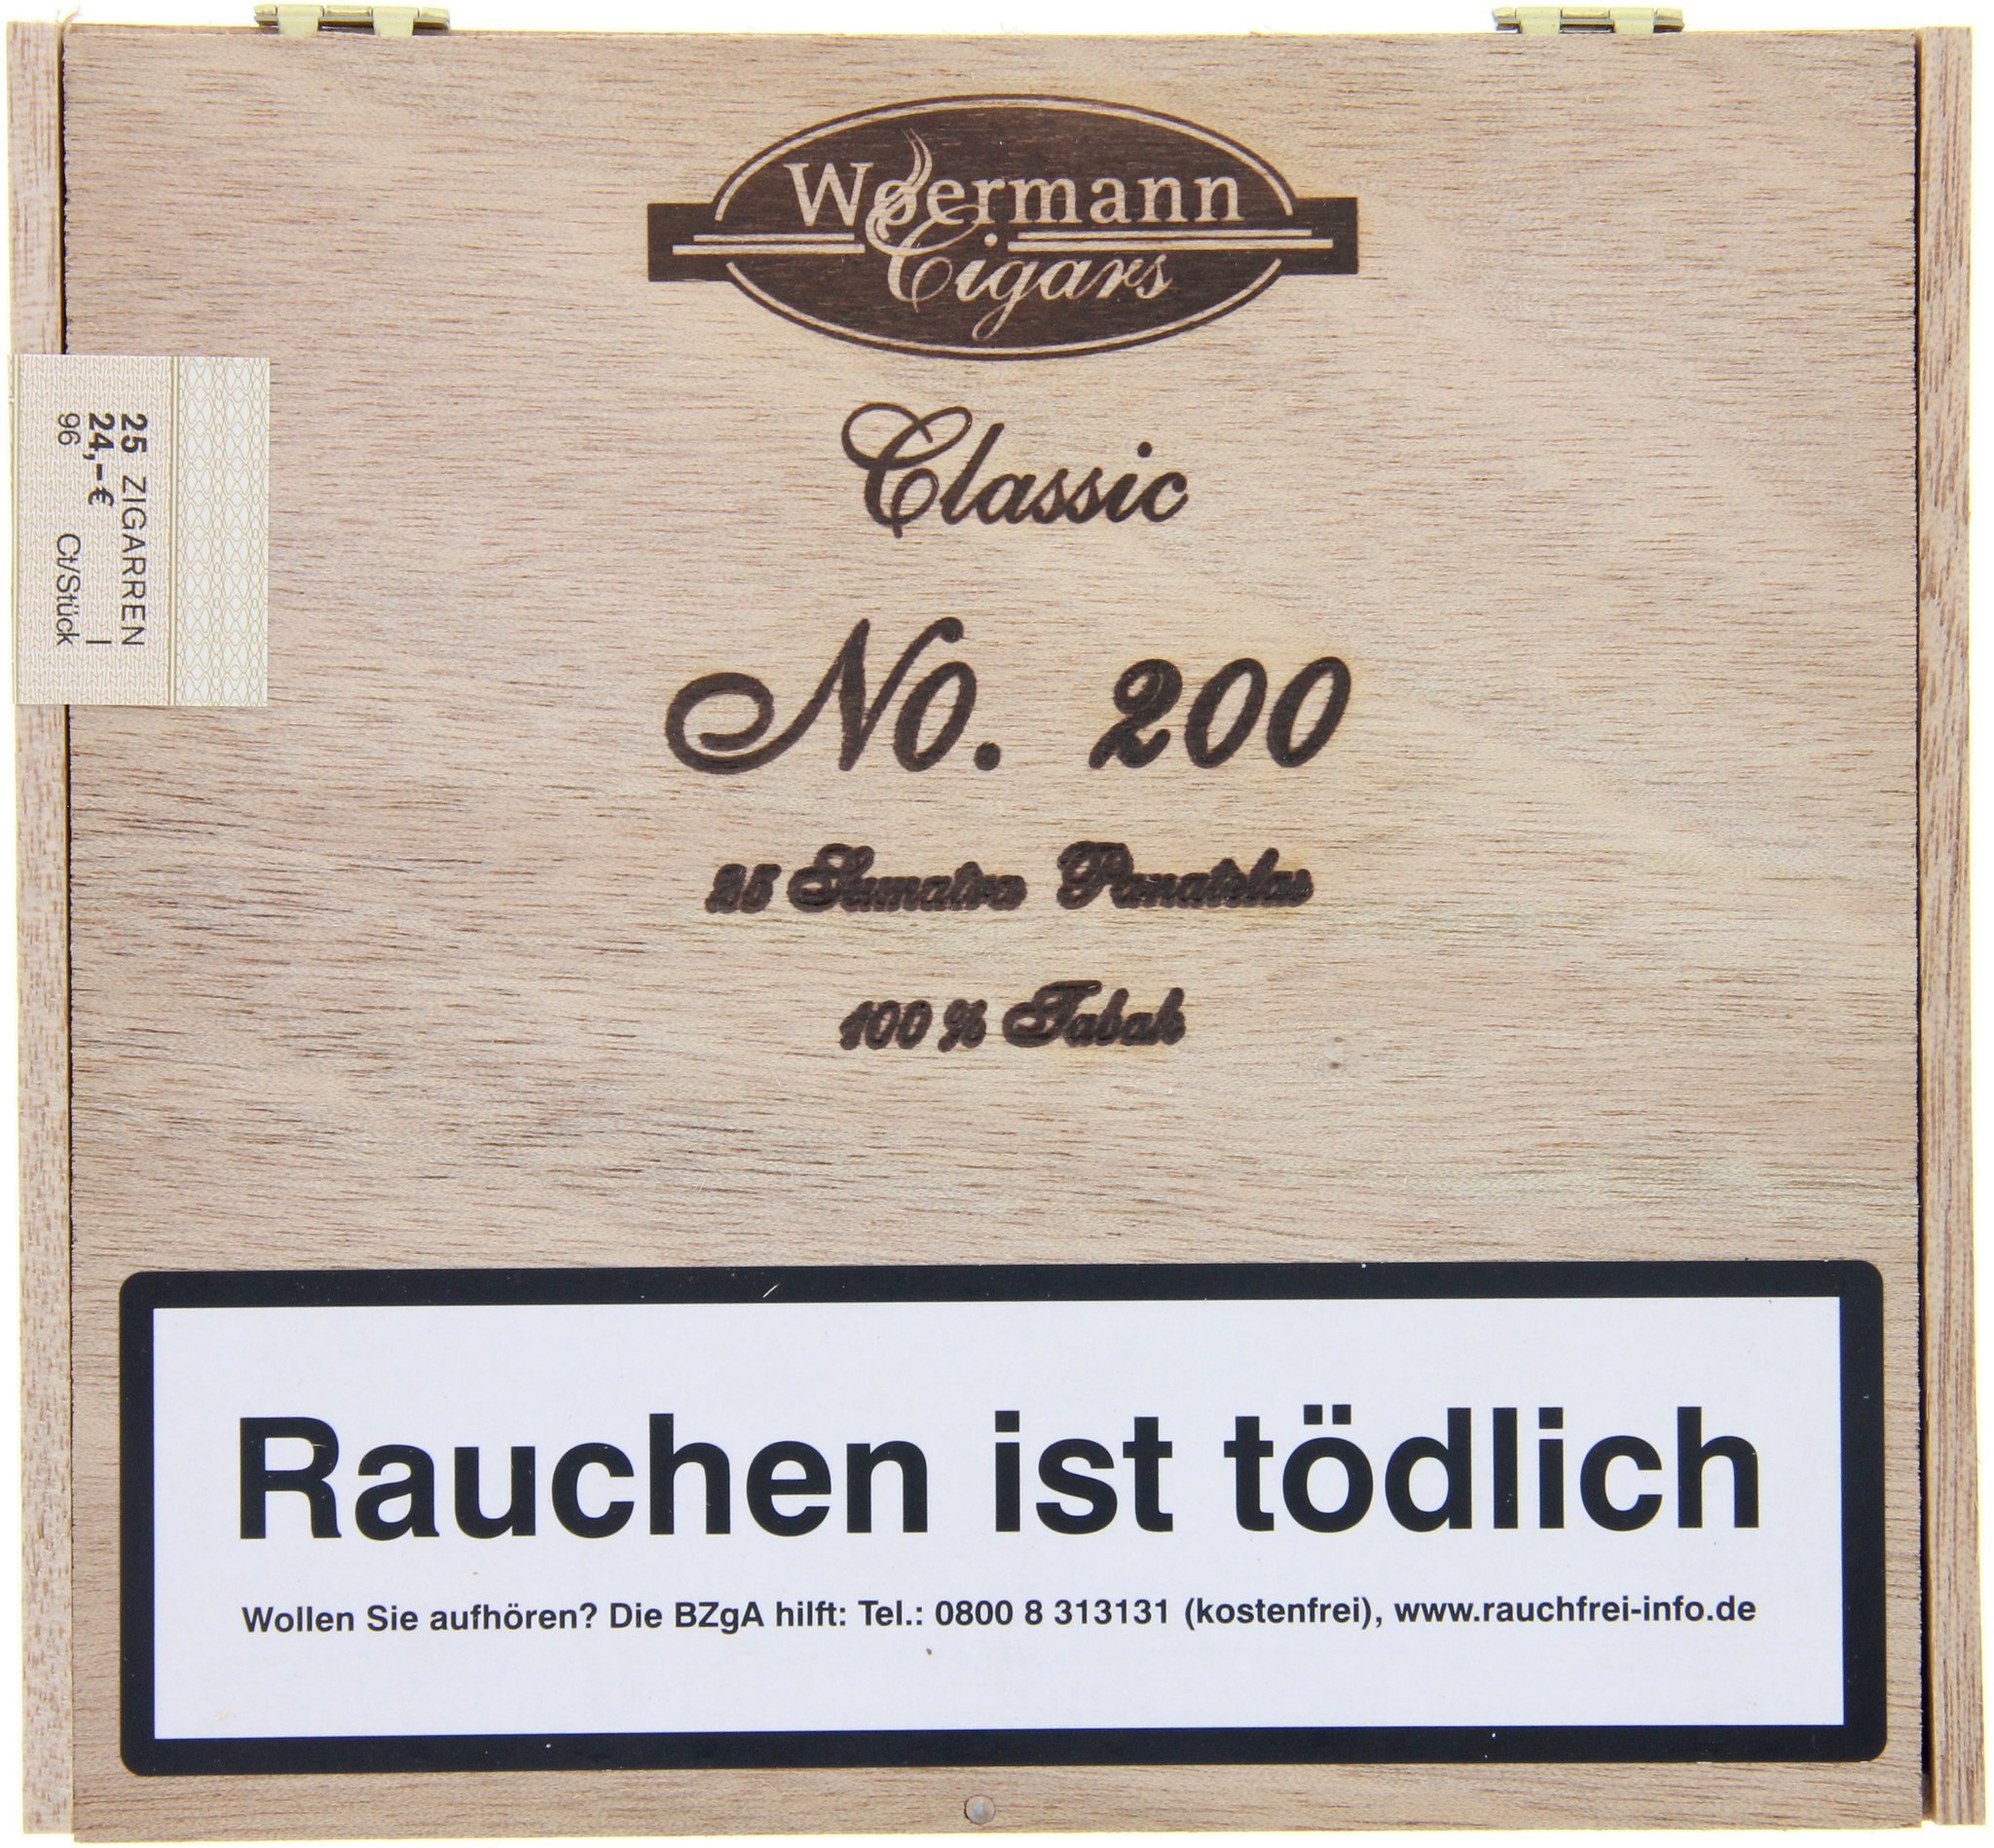 Woermann
Cigars
Classic
No. 200
25 Sumatra Panatelas
100 % Tabak
25 ZIGARREN
24,-€ I
96 Ct/Stück
Rauchen ist tödlich
Wollen Sie aufhören? Die BZgA hilft: Tel.: 0800 8 313131 (kostenfrei), www.rauchfrei-info.de